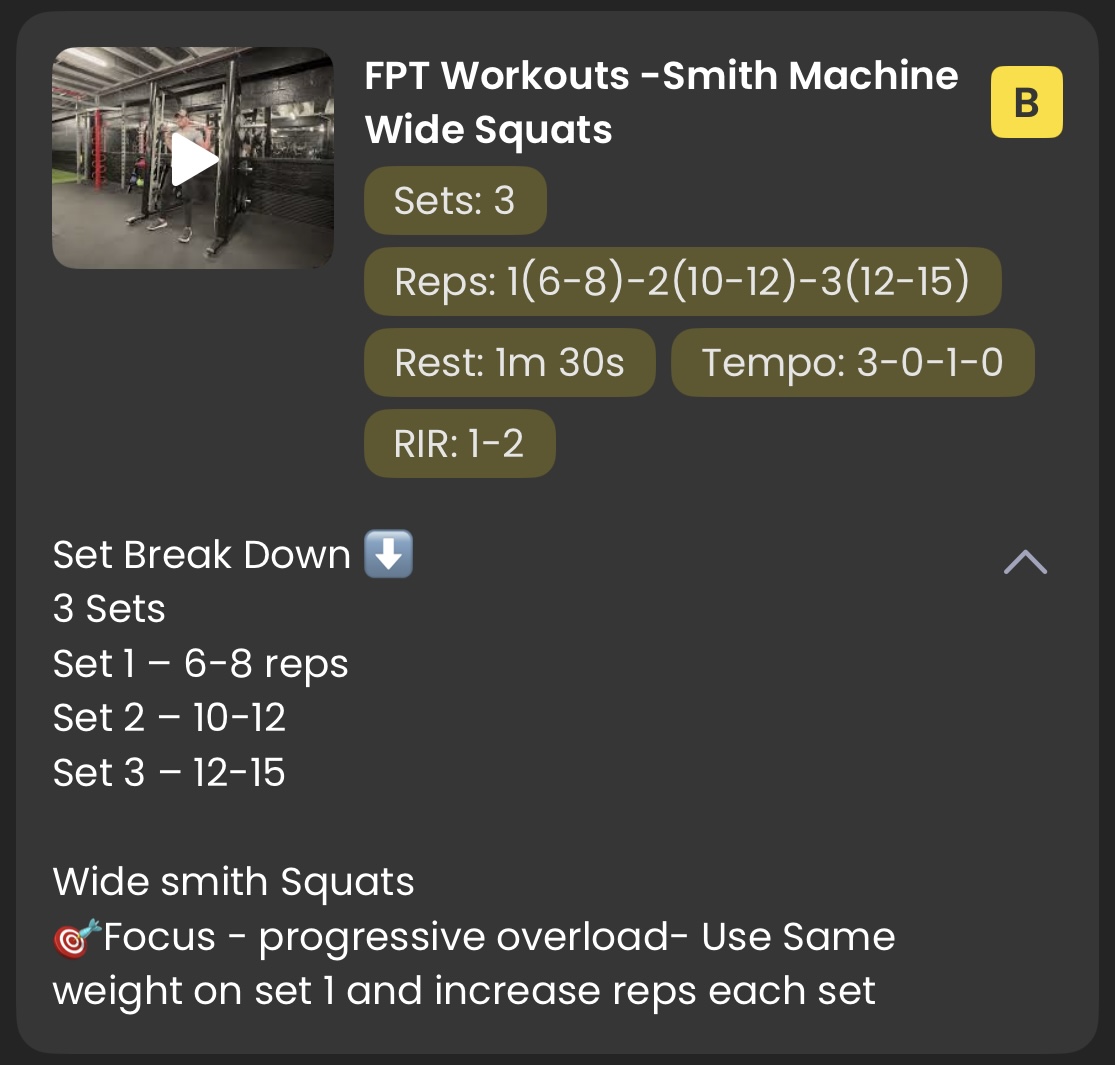 FPT Workouts -Smith Machine
Wide Squats
B
Sets: 3
Reps: 1(6-8)-2(10-12)-3(12-15)
Rest: 1m 30s
Tempo: 3-0-1-0
RIR: 1-2
Set Break Down ⬇️
3 Sets
Set 1 – 6-8 reps
Set 2 – 10-12
Set 3 – 12-15
Wide smith Squats
🎯Focus - progressive overload- Use Same
weight on set 1 and increase reps each set